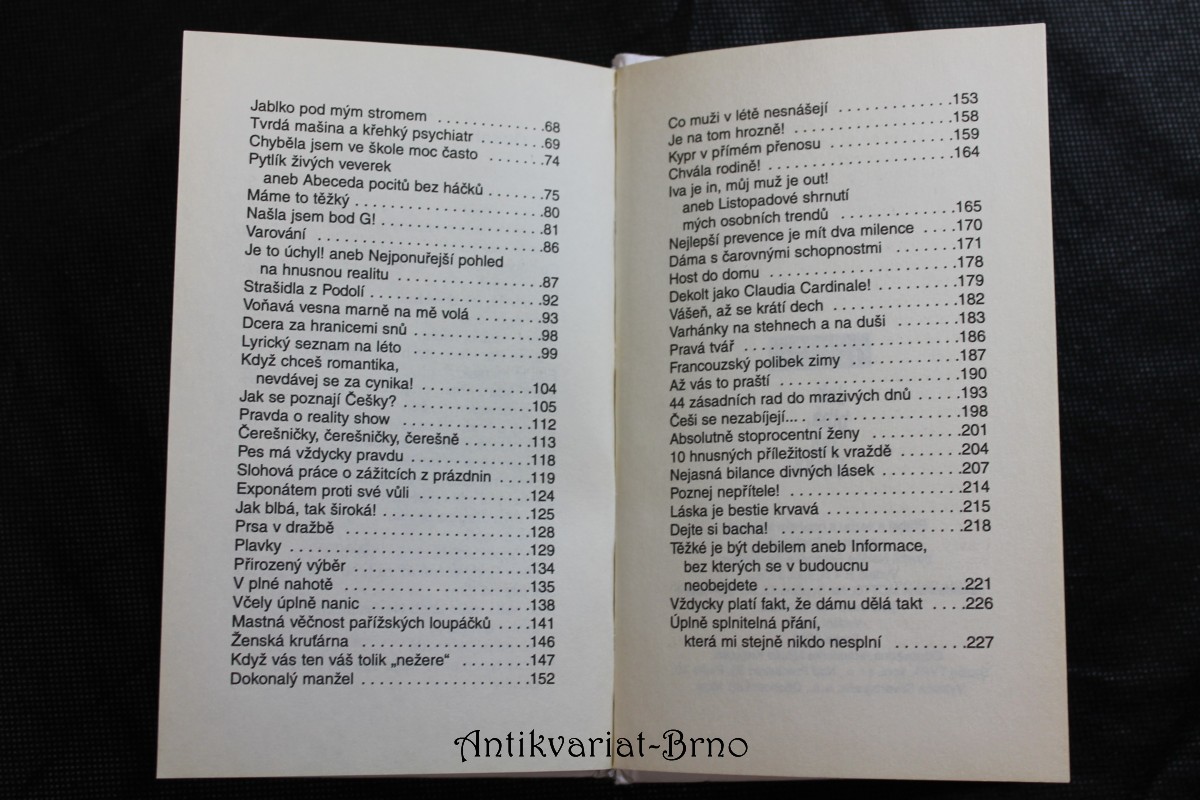 Jablko pod mým stromem . . . . . . . . . . . . .68
Tvrdá mašina a křehký psychiatr . . . . . . . .69
Chyběla jsem ve škole moc často . . . . . . . .74
Pytlík živých veverek
aneb Abeceda pocitů bez háčků . . . . . . .75
Máme to těžký . . . . . . . . . . . . . . . . . . . . .80
Našla jsem bod G! . . . . . . . . . . . . . . . . . .81
Varování . . . . . . . . . . . . . . . . . . . . . . . . .86
Je to úchyl! aneb Nejponuřejší pohled
na hnusnou realitu . . . . . . . . . . . . . . . . .87
Strašidla z Podolí . . . . . . . . . . . . . . . . . . .92
Voňavá vesna marně na mě volá . . . . . . . .93
Dcera za hranicemi snů . . . . . . . . . . . . . . .98
Lyrický seznam na léto . . . . . . . . . . . . . . .99
Když chceš romantika,
nevdávej se za cynika! . . . . . . . . . . . . .104
Jak se poznají Češky? . . . . . . . . . . . . . . .105
Pravda o reality show . . . . . . . . . . . . . . .112
Čerešničky, čerešničky, čerešně . . . . . . . .113
Pes má vždycky pravdu . . . . . . . . . . . . . .118
Slohová práce o zážitcích z prázdnin . . . .119
Exponátem proti své vůli . . . . . . . . . . . . .124
Jak blbá, tak široká! . . . . . . . . . . . . . . . .125
Prsa v dražbě . . . . . . . . . . . . . . . . . . . . .128
Plavky . . . . . . . . . . . . . . . . . . . . . . . . . .129
Přirozený výběr . . . . . . . . . . . . . . . . . . .134
V plné nahotě . . . . . . . . . . . . . . . . . . . . .135
Včely úplně nanic . . . . . . . . . . . . . . . . . .138
Mastná věčnost pařížských loupáčků . . . .141
Ženská kruťárna . . . . . . . . . . . . . . . . . . .146
Když vás ten váš tolik „nežere“ . . . . . . . .147
Dokonalý manžel . . . . . . . . . . . . . . . . . . .152
Co muži v létě nesnášejí . . . . . . . . . . . . .153
Je na tom hrozně! . . . . . . . . . . . . . . . . . .158
Kypr v přímém přenosu . . . . . . . . . . . . . .159
Chvála rodině! . . . . . . . . . . . . . . . . . . . .164
Iva je in, můj muž je out!
aneb Listopadové shrnutí
mých osobních trendů . . . . . . . . . . . . .165
Nejlepší prevence je mít dva milence . . . .170
Dáma s čarovnými schopnostmi . . . . . . . .171
Host do domu . . . . . . . . . . . . . . . . . . . . .178
Dekolt jako Claudia Cardinale! . . . . . . . . .179
Vášeň, až se krátí dech . . . . . . . . . . . . . .182
Varhánky na stehnech a na duši . . . . . . . .183
Pravá tvář . . . . . . . . . . . . . . . . . . . . . . . .186
Francouzský polibek zimy . . . . . . . . . . . .187
Až vás to praští . . . . . . . . . . . . . . . . . . . .190
44 zásadních rad do mrazivých dnů . . . . .193
Češi se nezabíjejí... . . . . . . . . . . . . . . . . .198
Absolutně stoprocentní ženy . . . . . . . . . .201
10 hnusných příležitostí k vraždě . . . . . . .204
Nejasná bilance divných lásek . . . . . . . . .207
Poznej nepřítele! . . . . . . . . . . . . . . . . . . .214
Láska je bestie krvavá . . . . . . . . . . . . . . .215
Dejte si bacha! . . . . . . . . . . . . . . . . . . . .218
Těžké je být debilem aneb Informace,
bez kterých se v budoucnu
neobejdete . . . . . . . . . . . . . . . . . . . . . .221
Vždycky platí fakt, že dámu dělá takt . . . .226
Úplně splnitelná přání,
která mi stejně nikdo nesplní . . . . . . . .227
Antikvariat-Brno